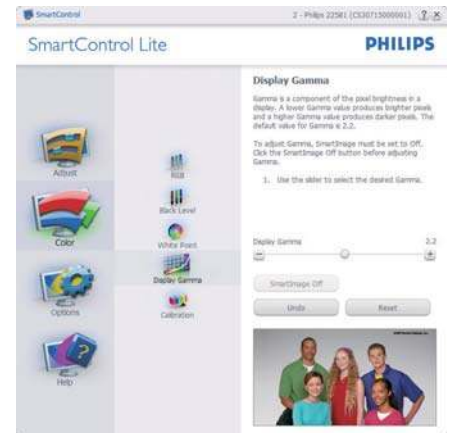 SmartControl
2 - Philips 225B1 (CS30715000001)
SmartControl Lite
PHILIPS
Adjust
Color
Options
Help
RGB
Black Level
White Point
Display Gamma
Calibration
Display Gamma
Gamma is a component of the pixel brightness in a
display. A lower Gamma value produces brighter pixels
and a higher Gamma value produces darker pixels. The
default value for Gamma is 2.2.
To adjust Gamma, SmartImage must be set to Off.
Click the SmartImage Off button before adjusting
Gamma.
1. Use the slider to select the desired Gamma.
Display Gamma 2.2
SmartImage Off
Undo
Reset